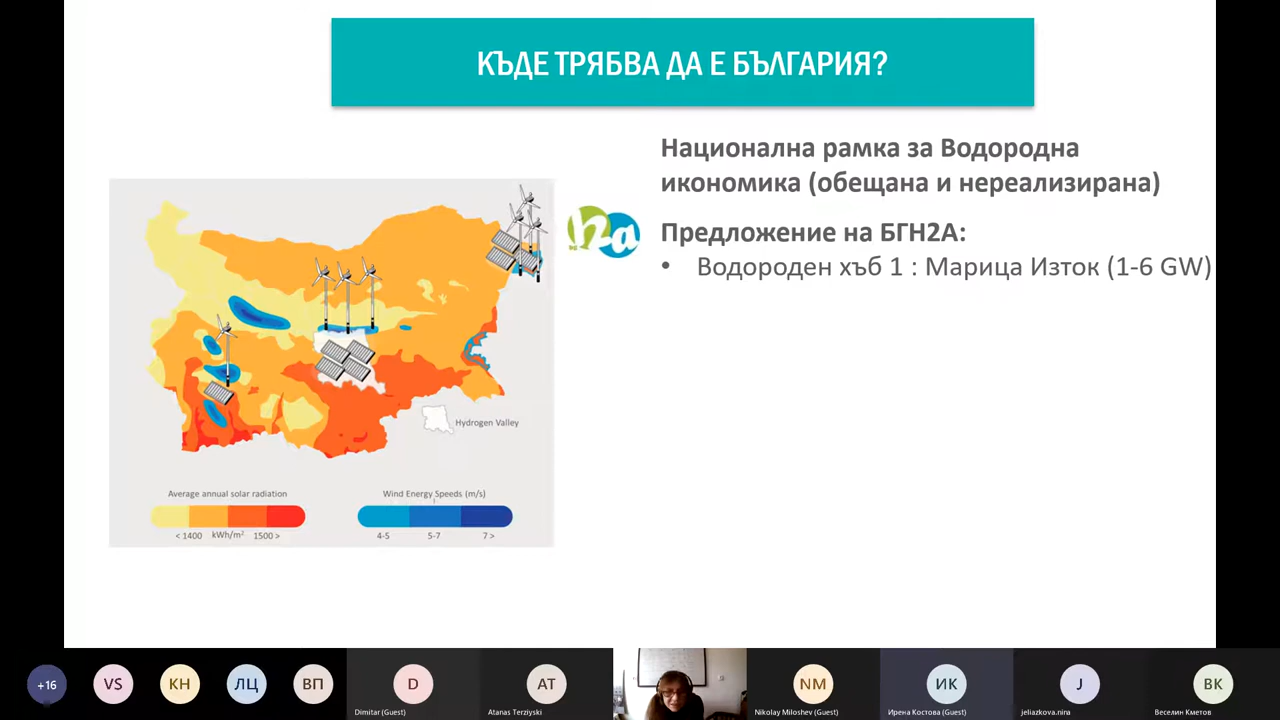 КЪДЕ ТРЯБВА ДА Е БЪЛГАРИЯ?
Национална рамка за Водородна
икономика (обещана и нереализирана)
h2a
Предложение на БГН2А:
• Водороден хъб 1 : Марица Изток (1-6 GW)
Hydrogen Valley
Average annual solar radiation
< 1400 kWh/m² 1500 >
Wind Energy Speeds (m/s)
4-5 5-7 7 >
+16
VS
КН
ЛЦ
ВП
D
Dimitar (Guest)
AT
Atanas Terziyski
NM
Nikolay Miloshev (Guest)
ИК
Ирена Костова (Guest)
J
jeliazkova.nina
ВК
Веселин Кметов